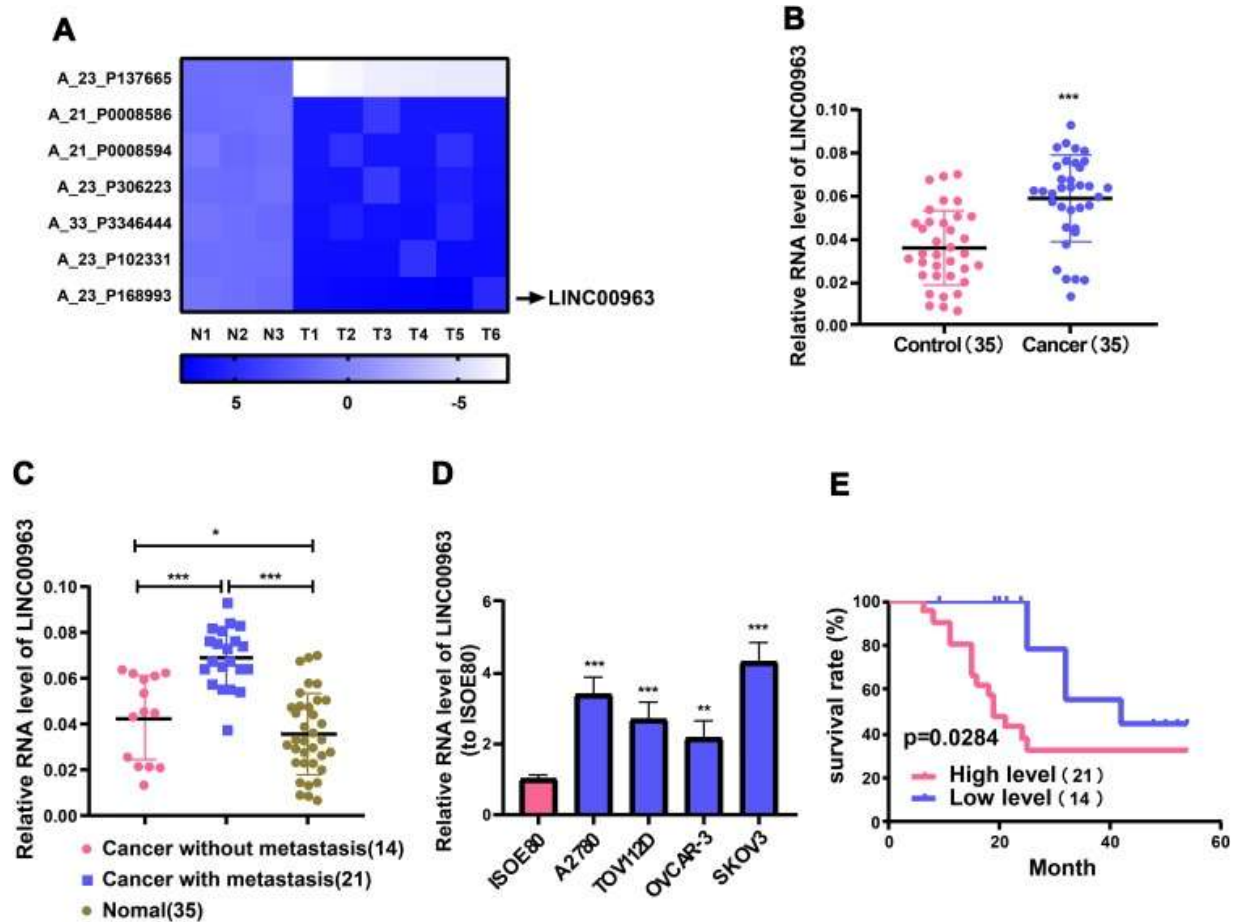 A
A_23_P137665
A_21_P0008586
A_21_P0008594
A_23_P306223
A_33_P3346444
A_23_P102331
A_23_P168993
LINC00963
N1 N2 N3 T1 T2 T3 T4 T5 T6
5 0 -5
B
Relative RNA level of LINC00963
***
0.10
0.08
0.06
0.04
0.02
0.00
Control(35) Cancer(35)
C
Relative RNA level of LINC00963
*
*** ***
0.10
0.08
0.06
0.04
0.02
0.00
Cancer without metastasis(14)
Cancer with metastasis(21)
Nomal(35)
D
Relative RNA level of LINC00963
(to ISOE80)
6
4
2
0
***
***
**
***
ISOE80
A2780
TOV112D
OVCAR-3
SKOV3
E
survival rate (%)
100
80
60
40
20
0
p=0.0284
High level(21)
Low level(14)
0 20 40 60
Month